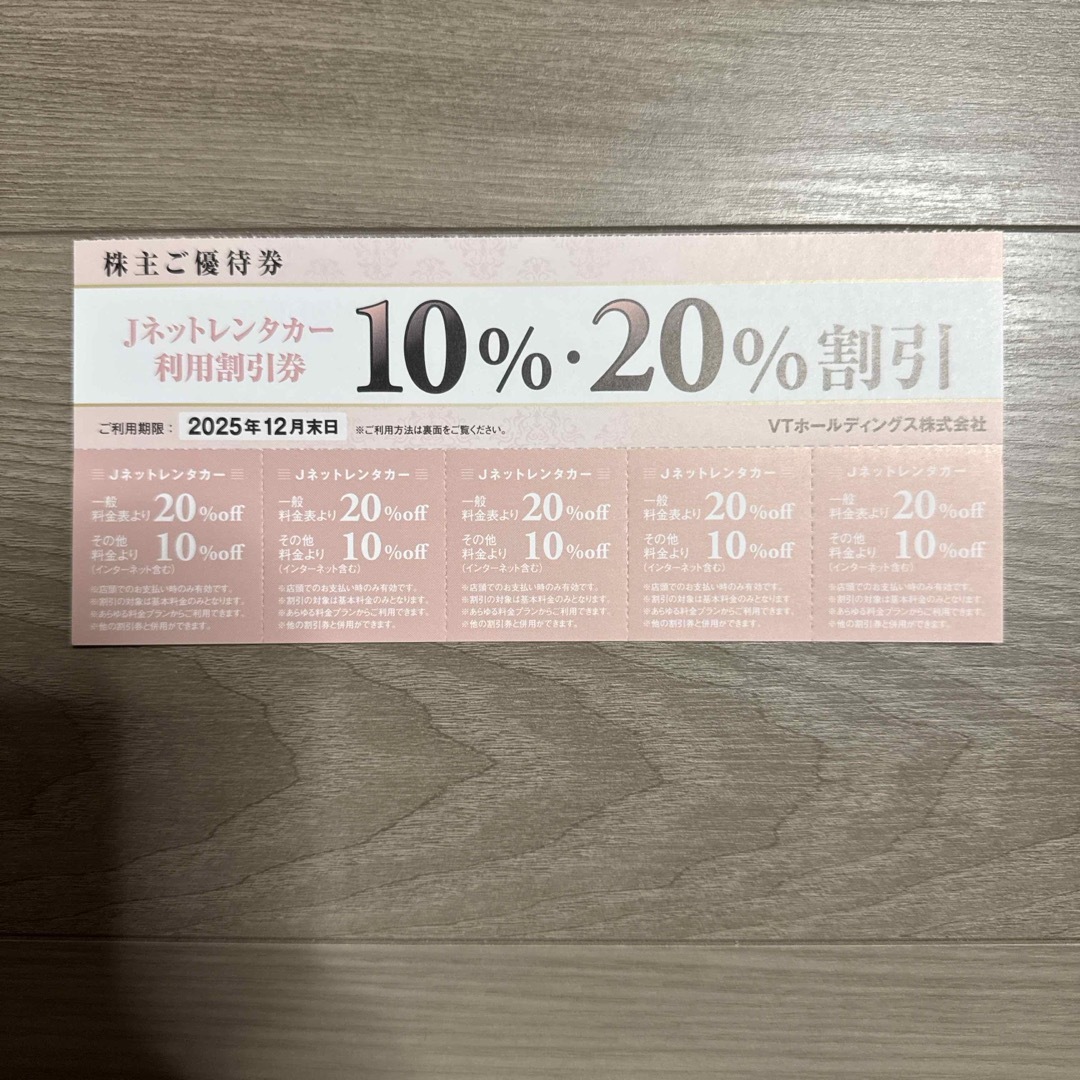 株主ご優待券
Jネットレンタカー
利用割引券
10%・20%割引
ご利用期限： 2025年12月末日 ※ご利用方法は裏面をご覧ください。
VTホールディングス株式会社
Jネットレンタカー
一般
料金表より 20%off
その他
料金より 10%off
(インターネット含む)
※店頭でのお支払い時のみ有効です。
※割引の対象は基本料金のみとなります。
※あらゆる料金プランからご利用できます。
※他の割引券と併用ができます。
Jネットレンタカー
一般
料金表より 20%off
その他
料金より 10%off
(インターネット含む)
※店頭でのお支払い時のみ有効です。
※割引の対象は基本料金のみとなります。
※あらゆる料金プランからご利用できます。
※他の割引券と併用ができます。
Jネットレンタカー
一般
料金表より 20%off
その他
料金より 10%off
(インターネット含む)
※店頭でのお支払い時のみ有効です。
※割引の対象は基本料金のみとなります。
※あらゆる料金プランからご利用できます。
※他の割引券と併用ができます。
Jネットレンタカー
一般
料金表より 20%off
その他
料金より 10%off
(インターネット含む)
※店頭でのお支払い時のみ有効です。
※割引の対象は基本料金のみとなります。
※あらゆる料金プランからご利用できます。
※他の割引券と併用ができます。
Jネットレンタカー
一般
料金表より 20%off
その他
料金より 10%off
(インターネット含む)
※店頭でのお支払い時のみ有効です。
※割引の対象は基本料金のみとなります。
※あらゆる料金プランからご利用できます。
※他の割引券と併用ができます。